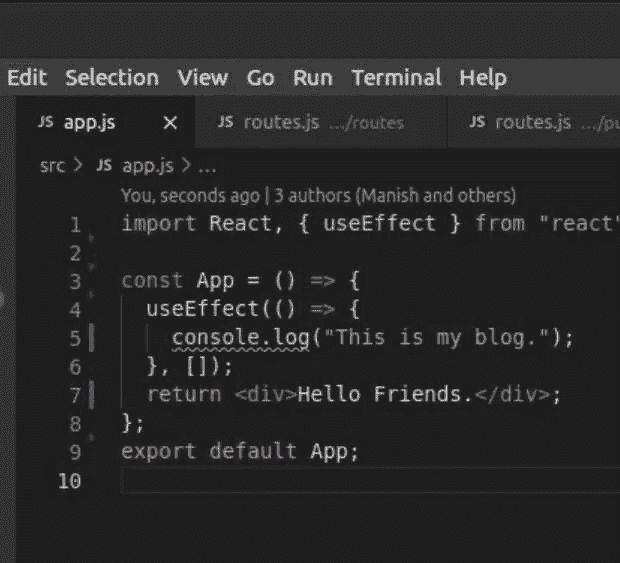 Edit Selection View Go Run Terminal Help
JS app.js × JS routes.js .../routes JS routes.js
src > JS app.js > ...
You, seconds ago | 3 authors (Manish and others)
1 import React, { useEffect } from "react"
2
3 const App = () => {
4 useEffect(() => {
5 console.log("This is my blog.");
6 }, []);
7 return <div>Hello Friends.</div>;
8 };
9 export default App;
10